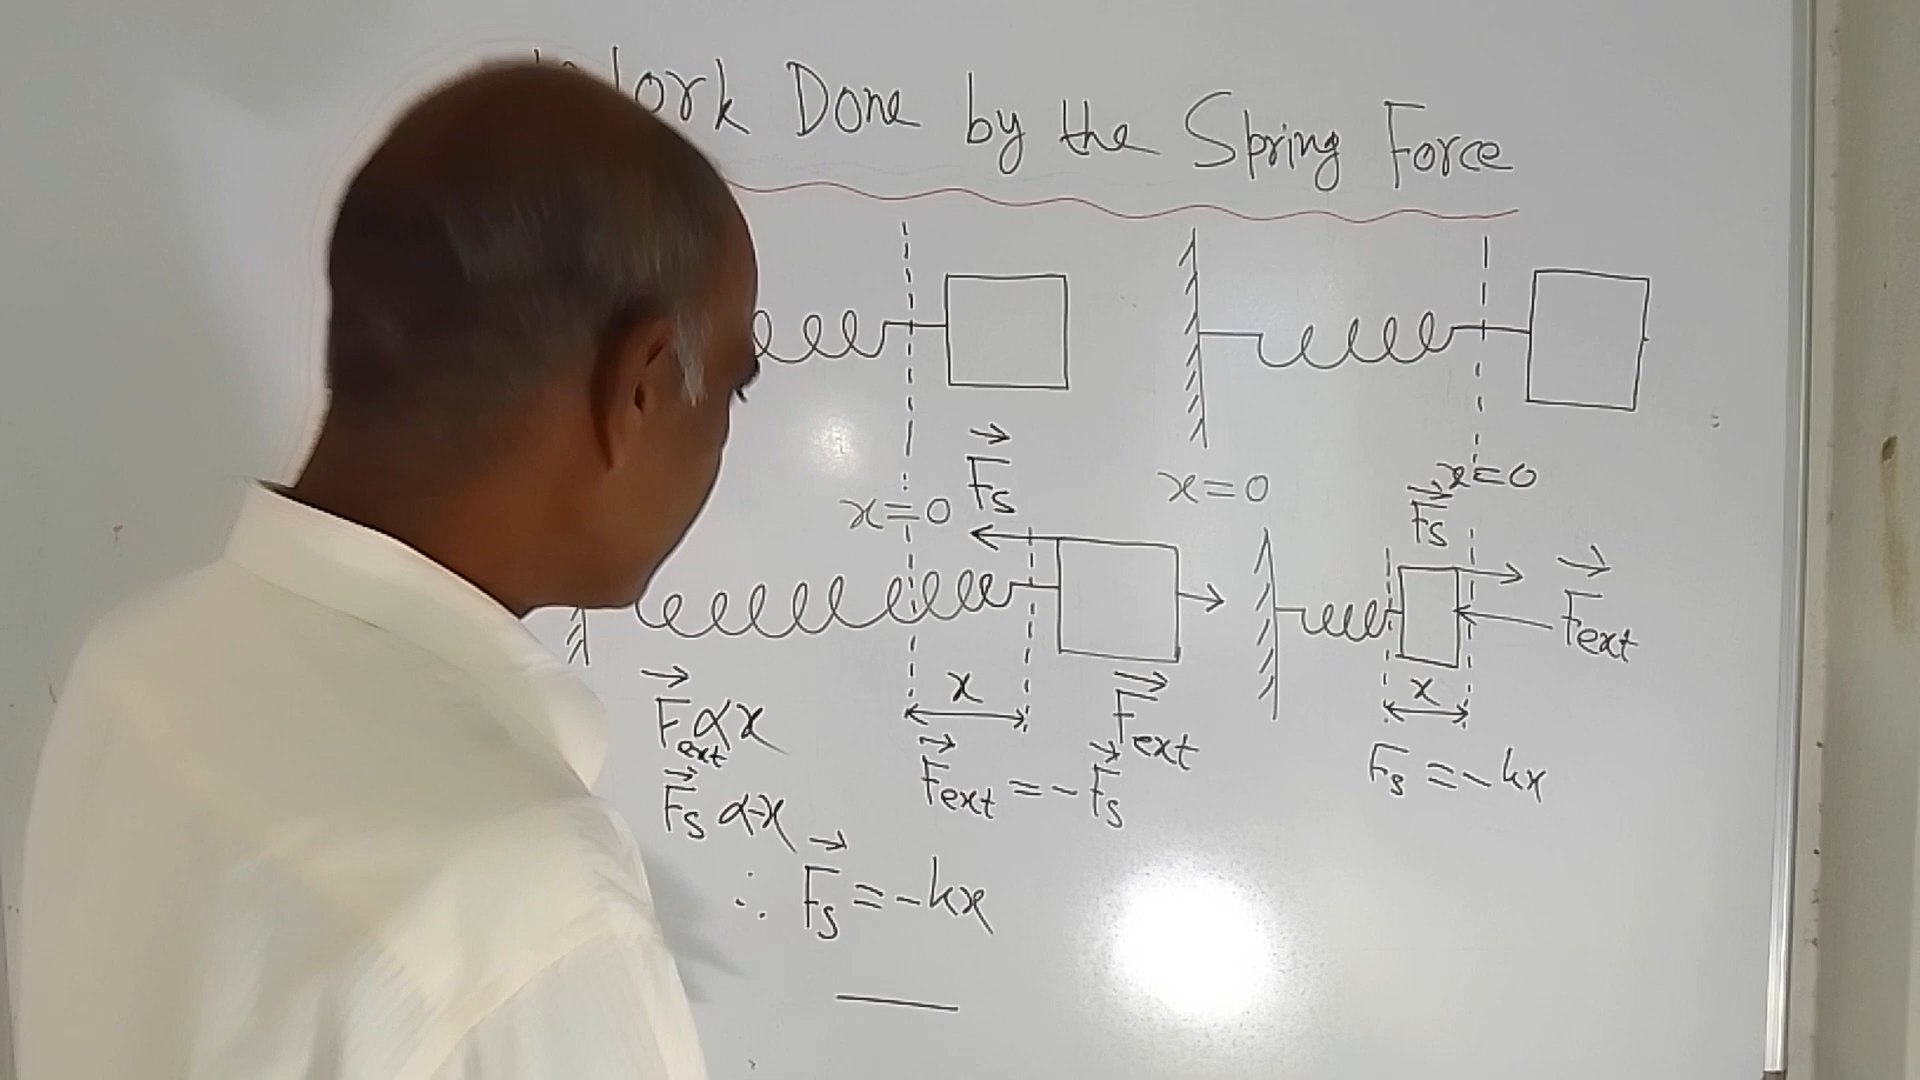 Work Done by the Spring Force
x=0
x=0
x=0
F⃗s
F⃗s
F⃗ext
x
x
F⃗ext
F⃗ext ∝ x
F⃗ext = -F⃗s
Fs = -kx
F⃗s ∝ -x
∴ F⃗s = -kx